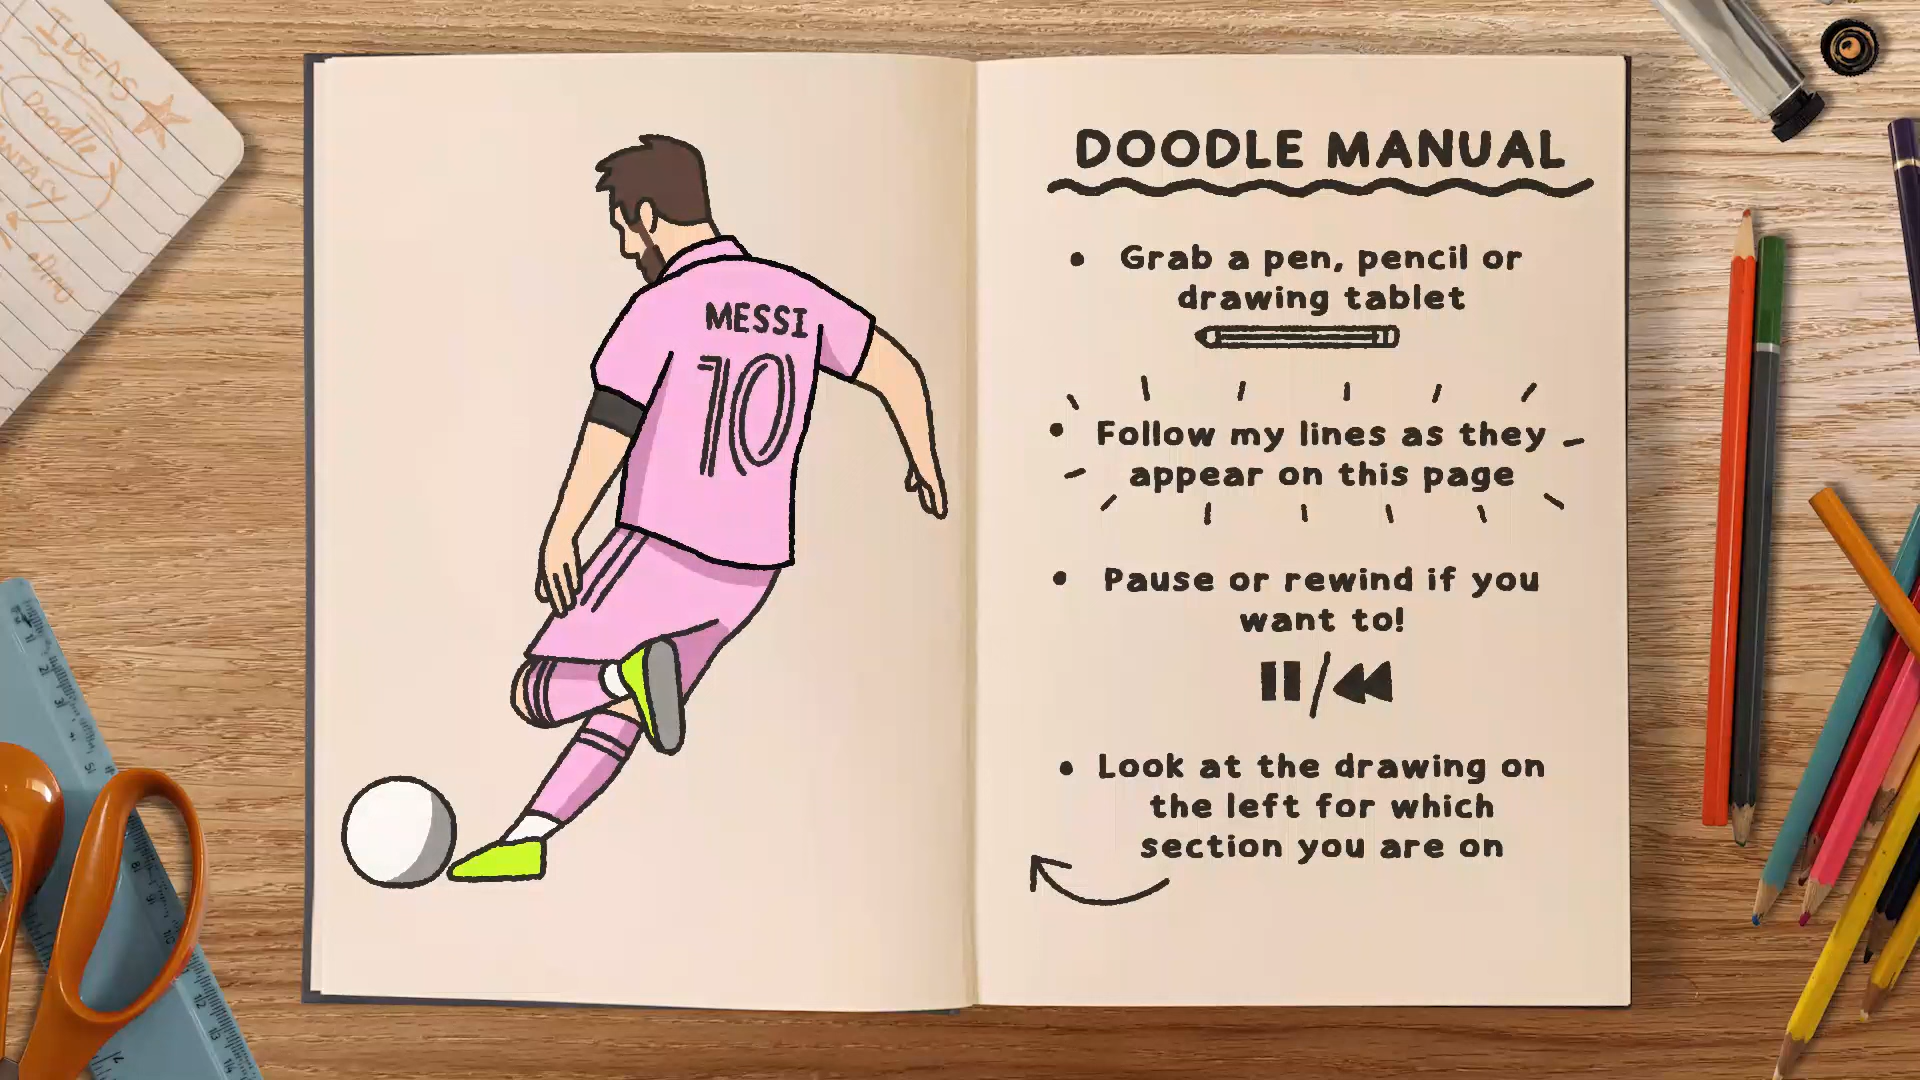 IDEAS
Doodle
MESSI
10
DOODLE MANUAL
• Grab a pen, pencil or
drawing tablet
• Follow my lines as they
appear on this page
• Pause or rewind if you
want to!
• Look at the drawing on
the left for which
section you are on